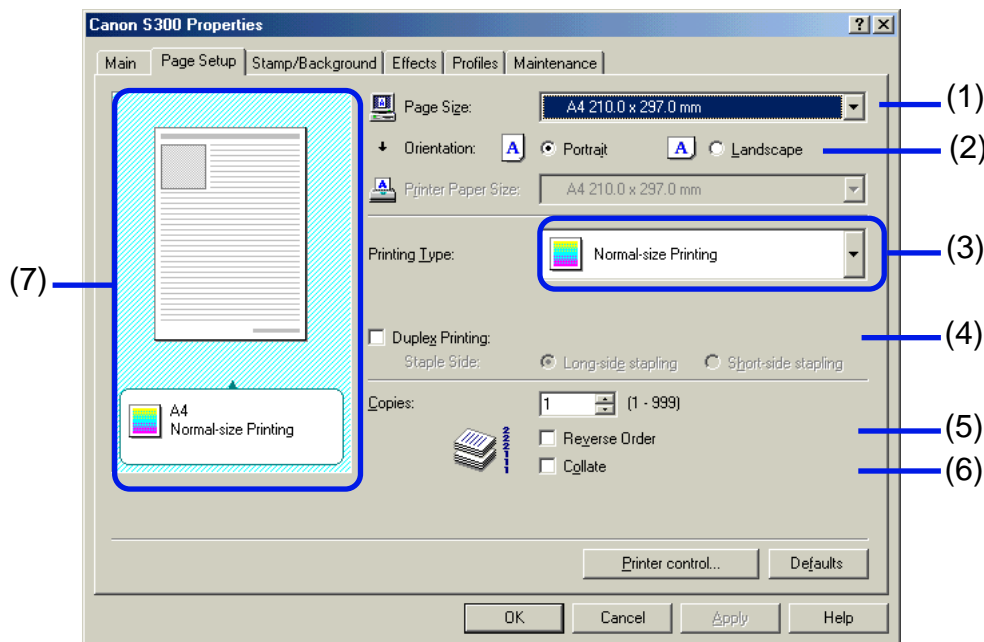 Canon S300 Properties
Main Page Setup Stamp/Background Effects Profiles Maintenance
Page Size: A4 210.0 x 297.0 mm (1)
Orientation: A Portrait A Landscape (2)
Printer Paper Size: A4 210.0 x 297.0 mm
Printing Type: Normal-size Printing (3)
(7)
Duplex Printing: (4)
Staple Side: Long-side stapling Short-side stapling
A4
Normal-size Printing
Copies: 1 (1 - 999)
222111 Reverse Order (5)
Collate (6)
Printer control... Defaults
OK Cancel Apply Help